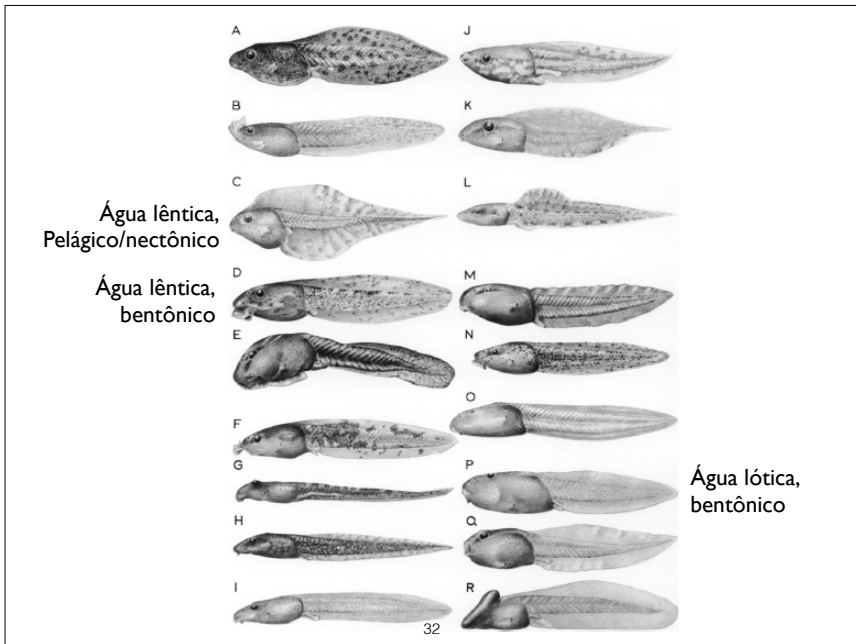 A
B
C
Água lêntica,
Pelágico/nectônico
D
Água lêntica,
bentônico
E
F
G
H
I
J
K
L
M
N
O
P
Água lótica,
bentônico
Q
R
32